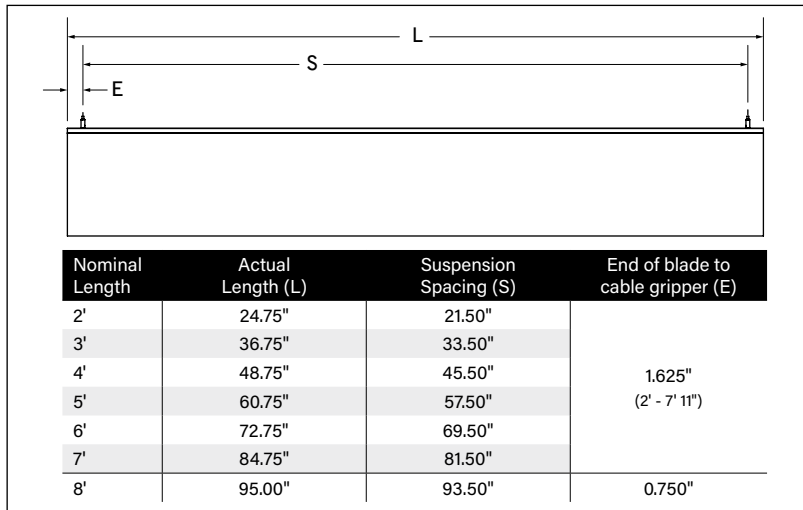 L
S
E
Nominal Length Actual Length (L) Suspension Spacing (S) End of blade to cable gripper (E)
2' 24.75" 21.50"
3' 36.75" 33.50"
4' 48.75" 45.50"
1.625"
5' 60.75" 57.50"
(2' - 7' 11")
6' 72.75" 69.50"
7' 84.75" 81.50"
8' 95.00" 93.50" 0.750"